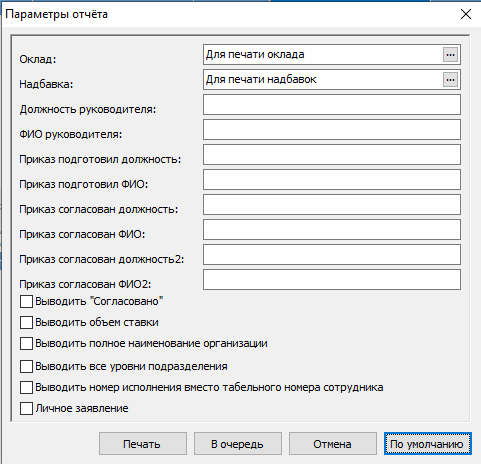 Параметры отчёта
Оклад: Для печати оклада ...
Надбавка: Для печати надбавок ...
Должность руководителя:
ФИО руководителя:
Приказ подготовил должность:
Приказ подготовил ФИО:
Приказ согласован должность:
Приказ согласован ФИО:
Приказ согласован должность2:
Приказ согласован ФИО2:
Выводить "Согласовано"
Выводить объем ставки
Выводить полное наименование организации
Выводить все уровни подразделения
Выводить номер исполнения вместо табельного номера сотрудника
Личное заявление
Печать В очередь Отмена По умолчанию